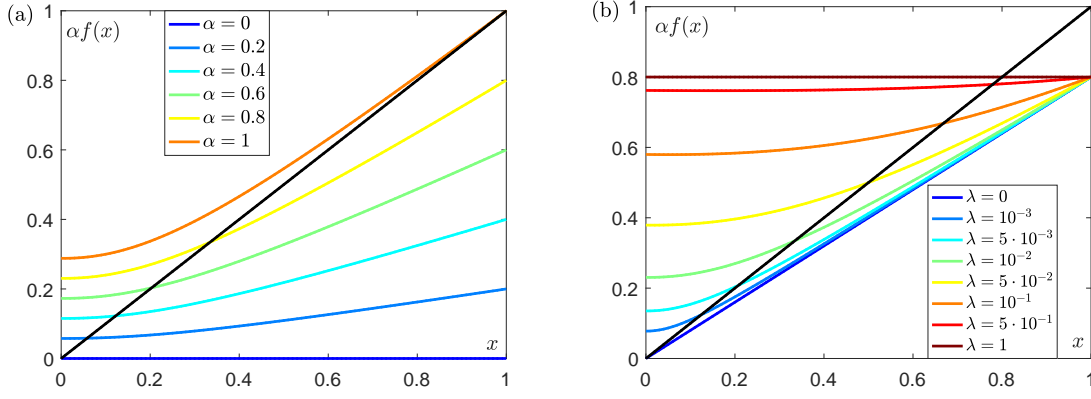 (a)
αf(x)
α = 0
α = 0.2
α = 0.4
α = 0.6
α = 0.8
α = 1
1
0.8
0.6
0.4
0.2
0
x
0 0.2 0.4 0.6 0.8 1
(b)
αf(x)
1
0.8
0.6
0.4
0.2
0
λ = 0
λ = 10⁻³
λ = 5 · 10⁻³
λ = 10⁻²
λ = 5 · 10⁻²
λ = 10⁻¹
λ = 5 · 10⁻¹
λ = 1
x
0 0.2 0.4 0.6 0.8 1